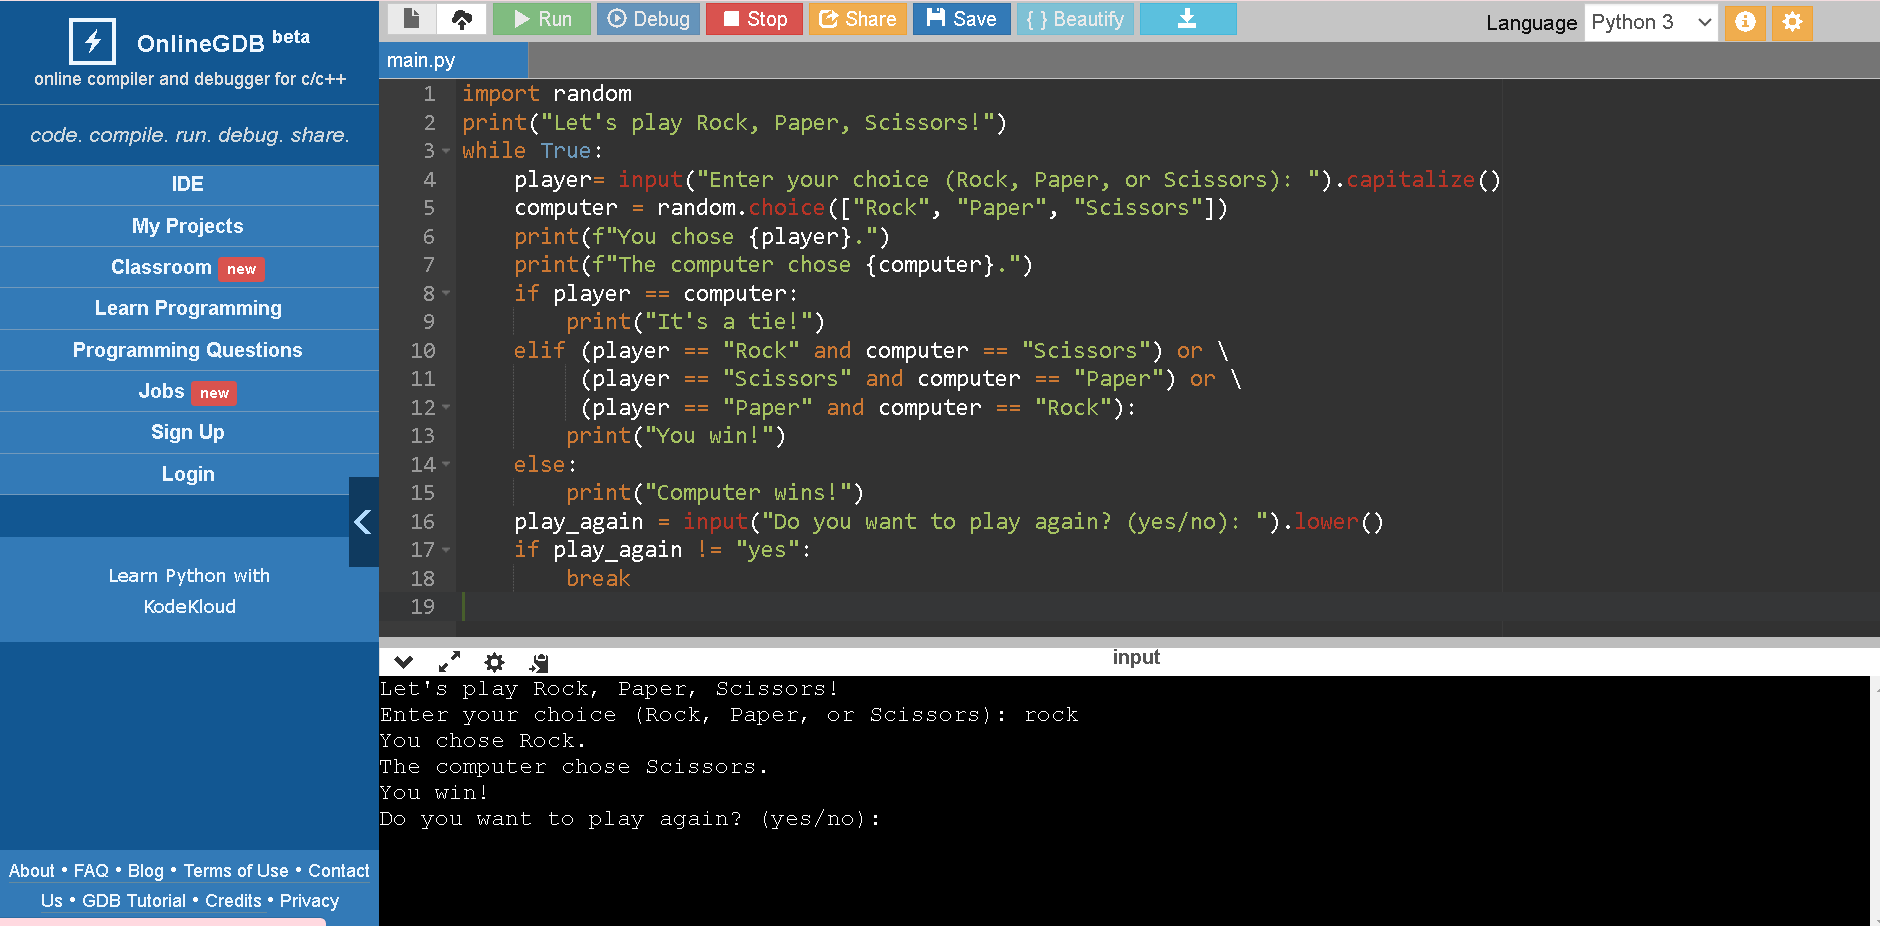 OnlineGDB beta
online compiler and debugger for c/c++
code. compile. run. debug. share.
IDE
My Projects
Classroom new
Learn Programming
Programming Questions
Jobs new
Sign Up
Login
Learn Python with
KodeKloud
About • FAQ • Blog • Terms of Use • Contact
Us • GDB Tutorial • Credits • Privacy
Run Debug Stop Share Save { } Beautify Language Python 3
main.py
1 import random
2 print("Let's play Rock, Paper, Scissors!")
3 while True:
4     player= input("Enter your choice (Rock, Paper, or Scissors): ").capitalize()
5     computer = random.choice(["Rock", "Paper", "Scissors"])
6     print(f"You chose {player}.")
7     print(f"The computer chose {computer}.")
8     if player == computer:
9         print("It's a tie!")
10     elif (player == "Rock" and computer == "Scissors") or \
11          (player == "Scissors" and computer == "Paper") or \
12          (player == "Paper" and computer == "Rock"):
13         print("You win!")
14     else:
15         print("Computer wins!")
16     play_again = input("Do you want to play again? (yes/no): ").lower()
17     if play_again != "yes":
18         break
19
input
Let's play Rock, Paper, Scissors!
Enter your choice (Rock, Paper, or Scissors): rock
You chose Rock.
The computer chose Scissors.
You win!
Do you want to play again? (yes/no):